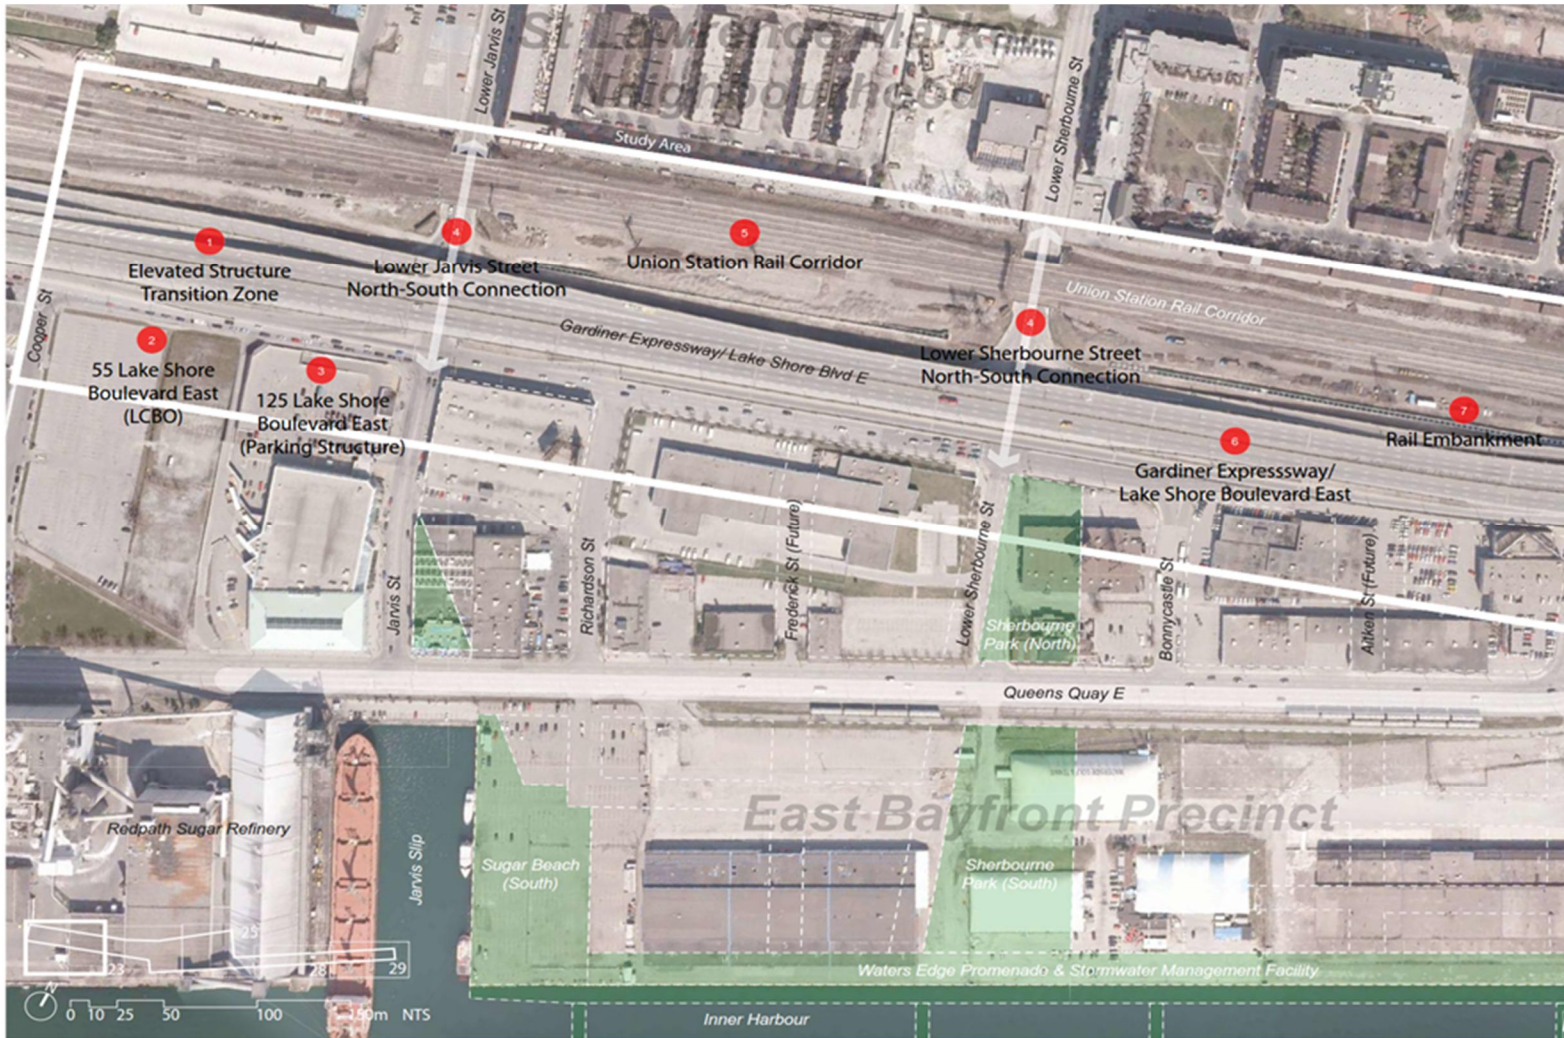 St Lawrence Market
Neighbourhood
Lower Jarvis St
Lower Sherbourne St
Study Area
1
Elevated Structure
Transition Zone
4
Lower Jarvis Street
North-South Connection
5
Union Station Rail Corridor
Union Station Rail Corridor
4
Lower Sherbourne Street
North-South Connection
Cooper St
Gardiner Expressway/ Lake Shore Blvd E
2
55 Lake Shore
Boulevard East
(LCBO)
3
125 Lake Shore
Boulevard East
(Parking Structure)
7
Rail Embankment
6
Gardiner Expresssway/
Lake Shore Boulevard East
Jarvis St
Richardson St
Frederick St (Future)
Lower Sherbourne St
Sherbourne
Park (North)
Bonnycastle St
Aitken St (Future)
Queens Quay E
East Bayfront Precinct
Redpath Sugar Refinery
Jarvis Slip
Sugar Beach
(South)
Sherbourne
Park (South)
Waters Edge Promenade & Stormwater Management Facility
25
23
28
29
N
0 10 25 50 100 150m NTS
Inner Harbour